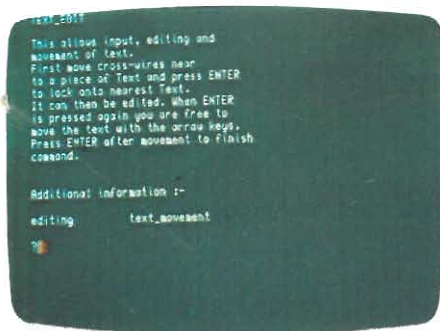 TEXT_EDIT
This allows input, editing and
movement of text.
First move cross-wires near
to a piece of Text and press ENTER
to lock onto nearest Text.
It can then be edited. When ENTER
is pressed again you are free to
move the text with the arrow keys.
Press ENTER after movement to finish
command.
Additional information :-
editing text_movement
?